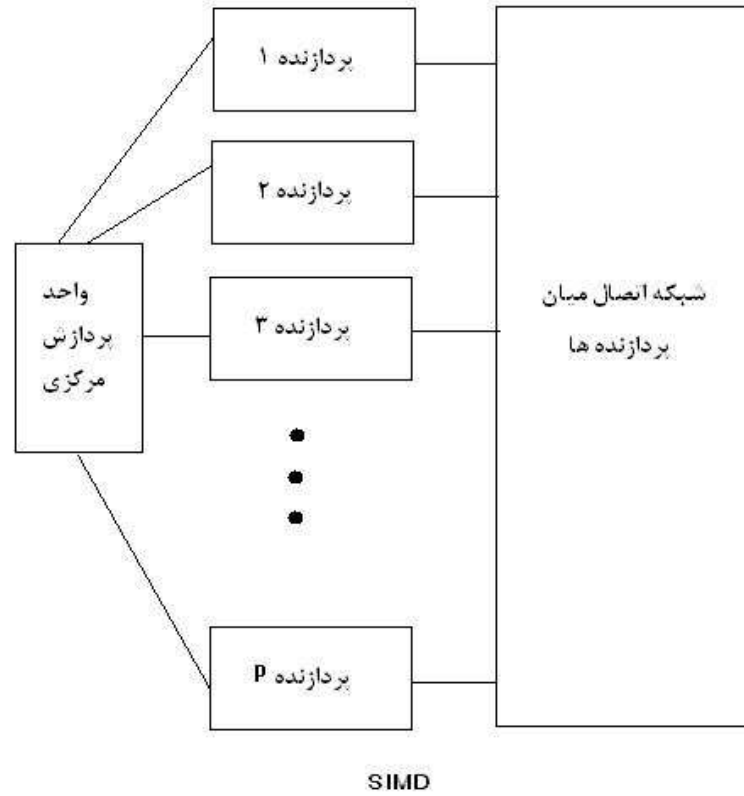 پردازنده ۱
پردازنده ۲
پردازنده ۳
پردازنده p
واحد
پردازش
مرکزی
شبکه اتصال میان
پردازنده ها
SIMD